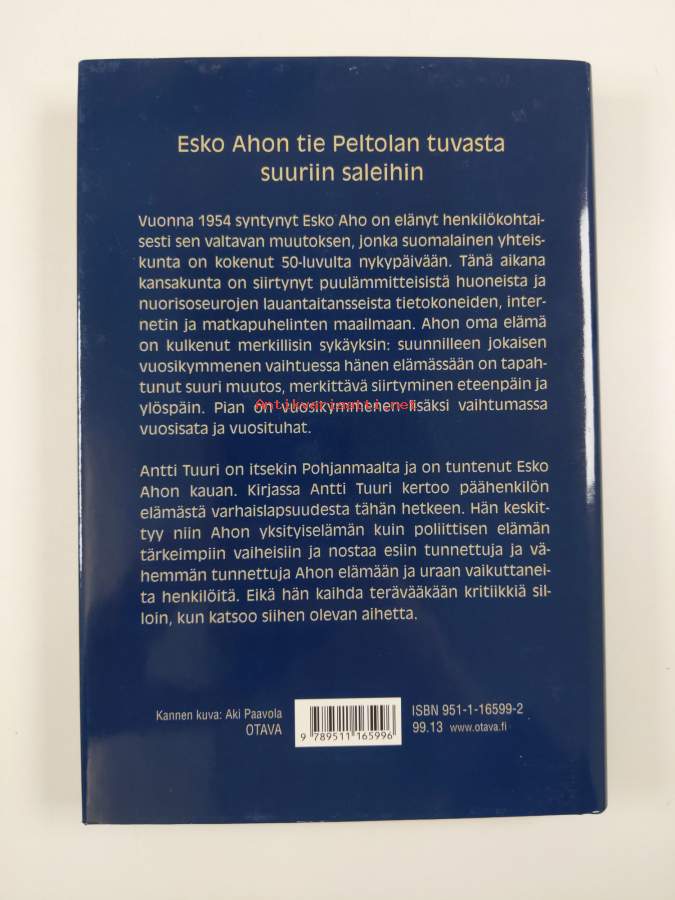 Esko Ahon tie Peltolan tuvasta
suuriin saleihin
Vuonna 1954 syntynyt Esko Aho on elänyt henkilökohtai-
sesti sen valtavan muutoksen, jonka suomalainen yhteis-
kunta on kokenut 50-luvulta nykypäivään. Tänä aikana
kansakunta on siirtynyt puulämmitteisistä huoneista ja
nuorisoseurojen lauantaitansseista tietokoneiden, inter-
netin ja matkapuhelinten maailmaan. Ahon oma elämä
on kulkenut merkillisin sykäyksin: suunnilleen jokaisen
vuosikymmenen vaihtuessa hänen elämässään on tapah-
tunut suuri muutos, merkittävä siirtyminen eteenpäin ja
ylöspäin. Pian on vuosikymmenen lisäksi vaihtumassa
Antikvariaatti.net
vuosisata ja vuosituhat.
Antti Tuuri on itsekin Pohjanmaalta ja on tuntenut Esko
Ahon kauan. Kirjassa Antti Tuuri kertoo päähenkilön
elämästä varhaislapsuudesta tähän hetkeen. Hän keskit-
tyy niin Ahon yksityiselämän kuin poliittisen elämän
tärkeimpiin vaiheisiin ja nostaa esiin tunnettuja ja vä-
hemmän tunnettuja Ahon elämään ja uraan vaikuttanei-
ta henkilöitä. Eikä hän kaihda terävääkään kritiikkiä sil-
loin, kun katsoo siihen olevan aihetta.
Kannen kuva: Aki Paavola
OTAVA
9 789511 165996
ISBN 951-1-16599-2
99.13 www.otava.fi